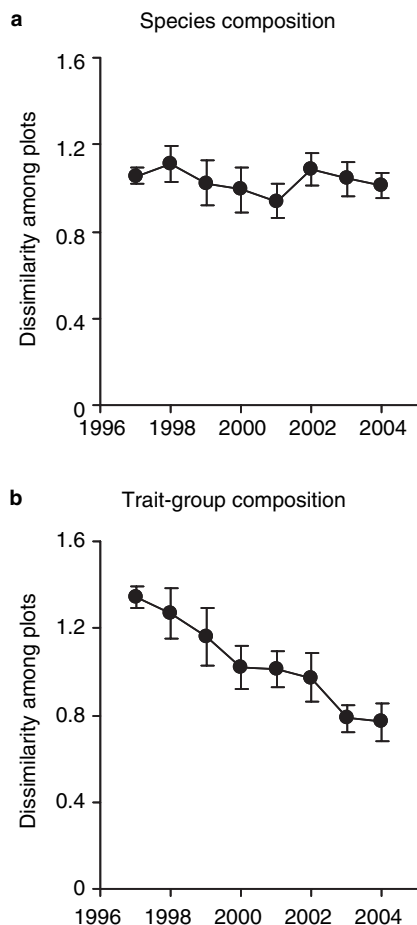 a
Species composition
Dissimilarity among plots
1.6
1.2
0.8
0.4
0
1996 1998 2000 2002 2004
b
Trait-group composition
Dissimilarity among plots
1.6
1.2
0.8
0.4
0
1996 1998 2000 2002 2004